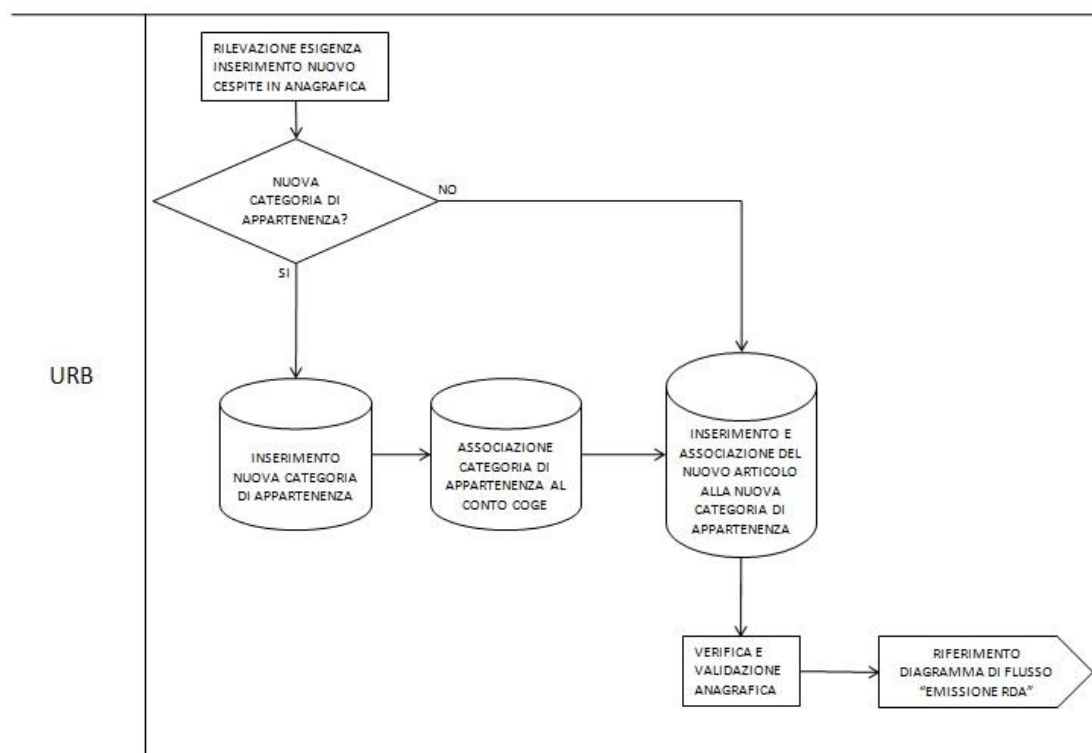 RILEVAZIONE ESIGENZA
INSERIMENTO NUOVO
CESPITE IN ANAGRAFICA
NUOVA
CATEGORIA DI
APPARTENENZA?
NO
SI
URB
INSERIMENTO
NUOVA CATEGORIA
DI APPARTENENZA
ASSOCIAZIONE
CATEGORIA DI
APPARTENENZA AL
CONTO COGE
INSERIMENTO E
ASSOCIAZIONE DEL
NUOVO ARTICOLO
ALLA NUOVA
CATEGORIA DI
APPARTENENZA
VERIFICA E
VALIDAZIONE
ANAGRAFICA
RIFERIMENTO
DIAGRAMMA DI FLUSSO
“EMISSIONE RDA”